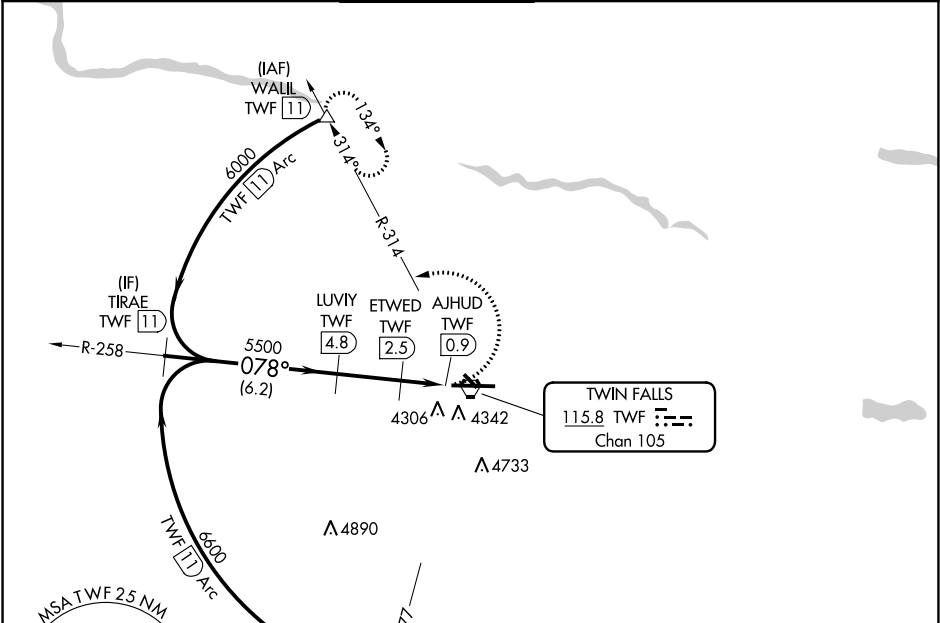 (IAF)
WALIL
TWF 11
134°
314°
6000
TWF 11 Arc
R-314
(IF)
TIRAE
TWF 11
R-258
5500
078°
(6.2)
LUVIY
TWF
4.8
ETWED
TWF
2.5
AJHUD
TWF
0.9
4306
4342
TWIN FALLS
115.8 TWF
Chan 105
4733
4890
6600
TWF 11 Arc
MSA TWF 25 NM